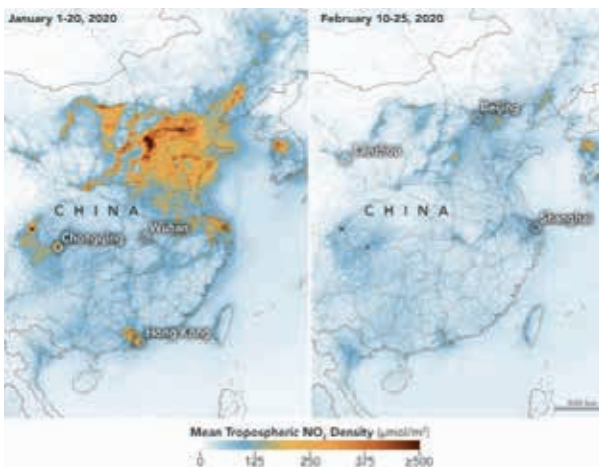 January 1-20, 2020
February 10-25, 2020
Beijing
Lanzhou
CHINA
CHINA
Shanghai
Chongqing
Wuhan
Hong Kong
Mean Tropospheric NO₂ Density (μmol/m²)
0 125 250 375 ≥500